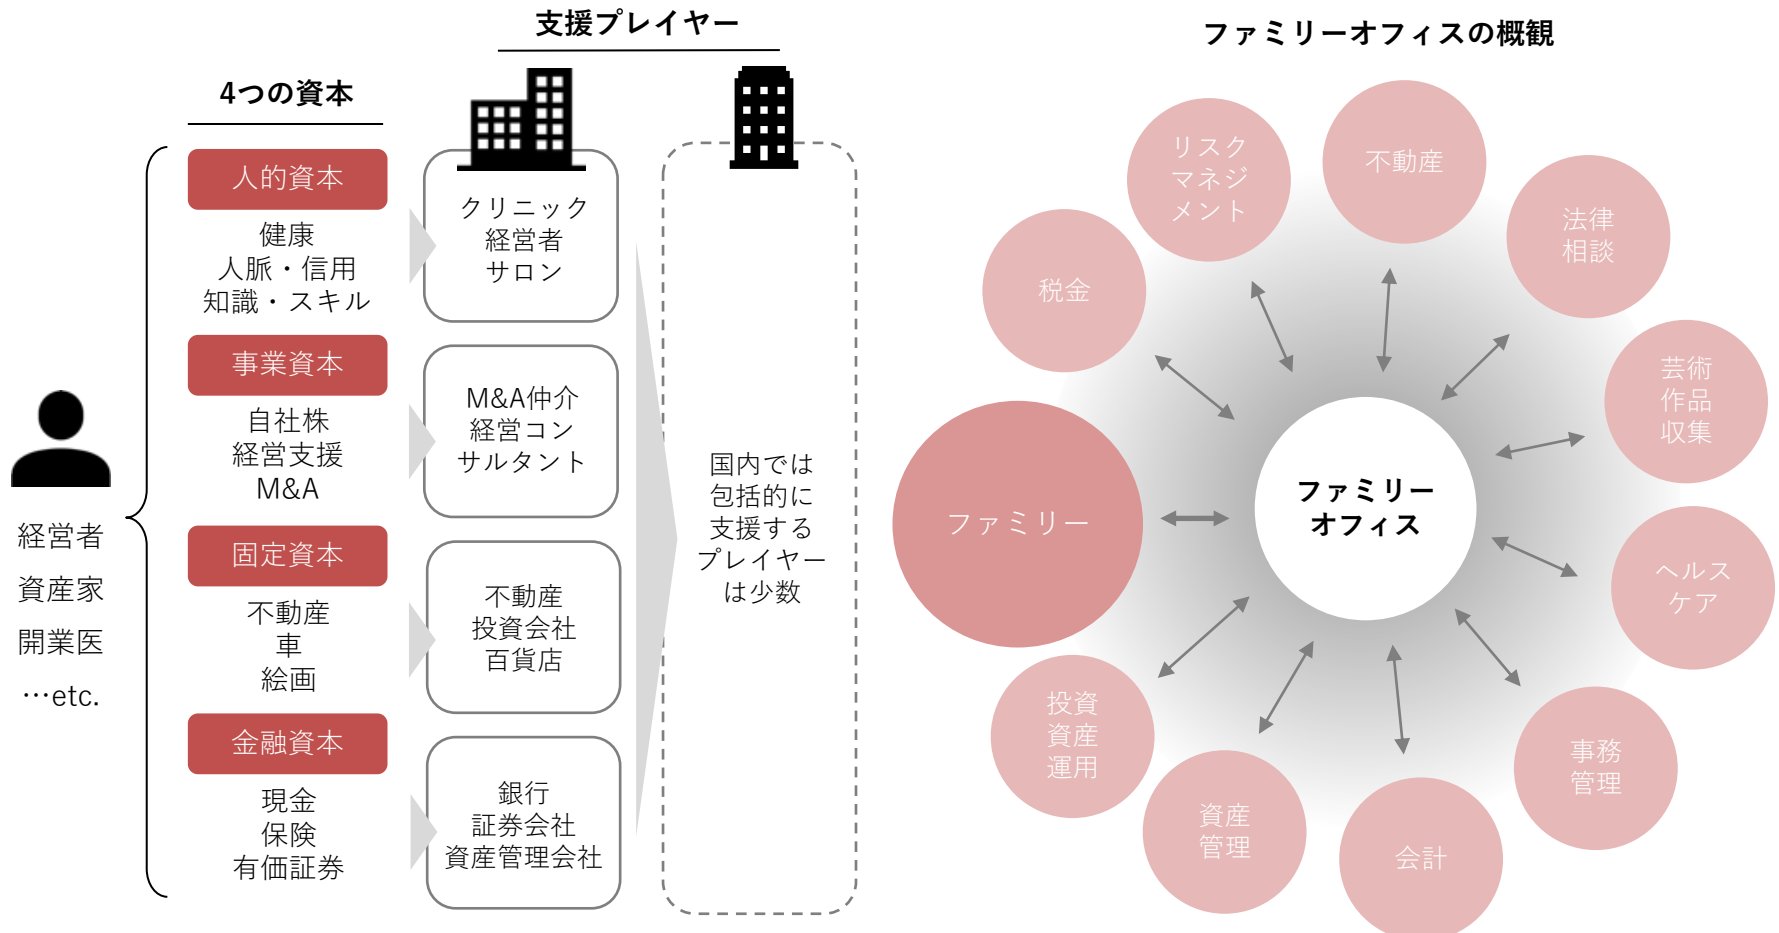 支援プレイヤー
4つの資本
人的資本
健康
人脈・信用
知識・スキル
事業資本
自社株
経営支援
M&A
固定資本
不動産
車
絵画
金融資本
現金
保険
有価証券
経営者
資産家
開業医
…etc.
クリニック
経営者
サロン
M&A仲介
経営コン
サルタント
不動産
投資会社
百貨店
銀行
証券会社
資産管理会社
国内では
包括的に
支援する
プレイヤー
は少数
ファミリーオフィスの概観
ファミリー
オフィス
ファミリー
税金
リスク
マネジ
メント
不動産
法律
相談
芸術
作品
収集
ヘルス
ケア
事務
管理
会計
資産
管理
投資
資産
運用